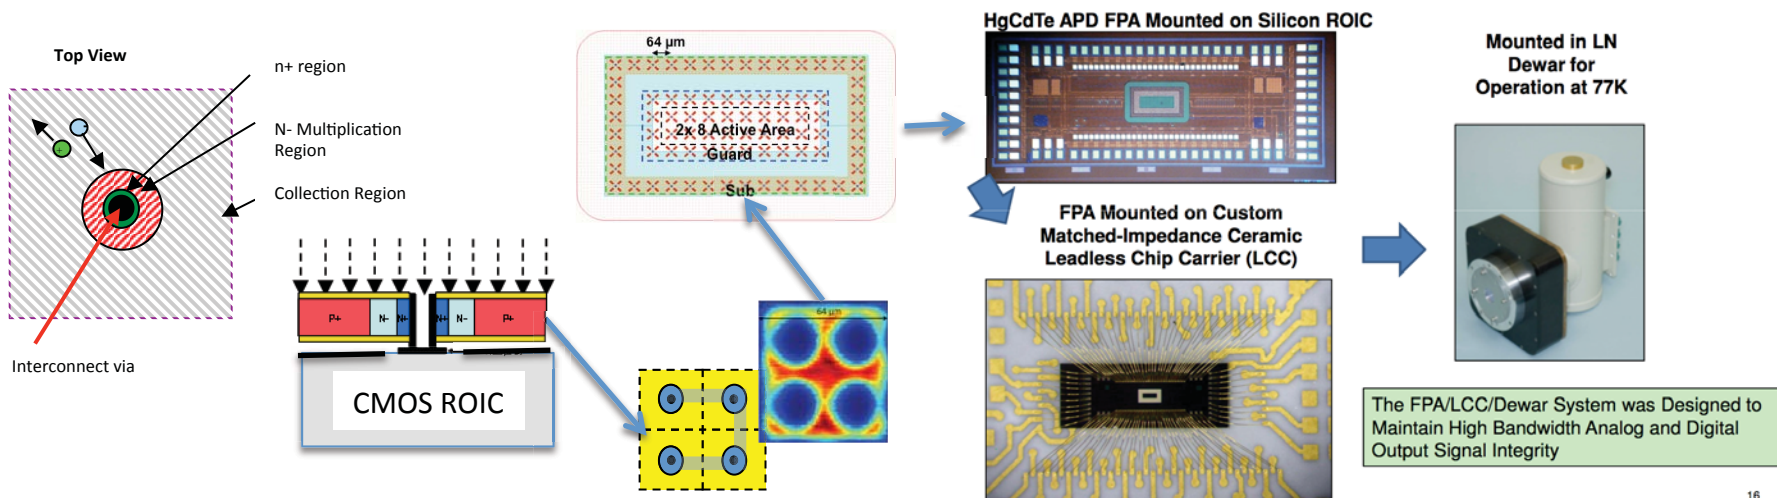 Top View
n+ region
N- Multiplication
Region
Collection Region
Interconnect via
P+
N-
N+
N+
N-
P+
CMOS ROIC
64 µm
2x 8 Active Area
Guard
Sub
64 µm
HgCdTe APD FPA Mounted on Silicon ROIC
FPA Mounted on Custom
Matched-Impedance Ceramic
Leadless Chip Carrier (LCC)
Mounted in LN
Dewar for
Operation at 77K
The FPA/LCC/Dewar System was Designed to
Maintain High Bandwidth Analog and Digital
Output Signal Integrity
16